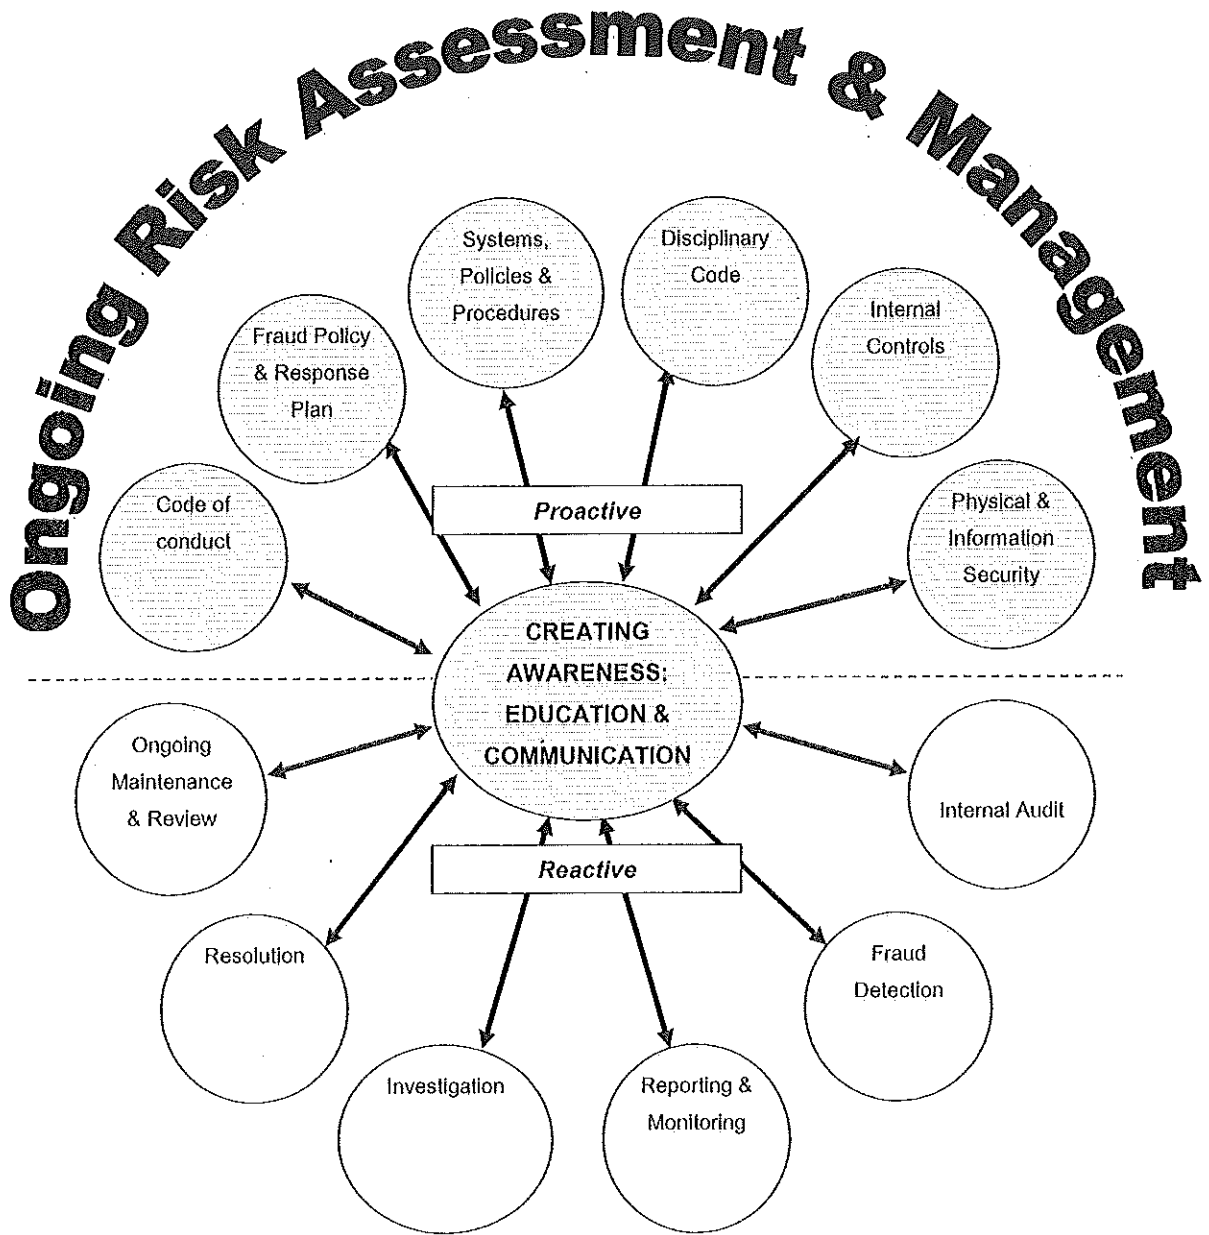 Ongoing Risk Assessment & Management
Systems,
Policies &
Procedures
Disciplinary
Code
Internal
Controls
Fraud Policy
& Response
Plan
Code of
conduct
Physical &
Information
Security
Proactive
CREATING
AWARENESS;
EDUCATION &
COMMUNICATION
Ongoing
Maintenance
& Review
Internal Audit
Reactive
Resolution
Fraud
Detection
Investigation
Reporting &
Monitoring